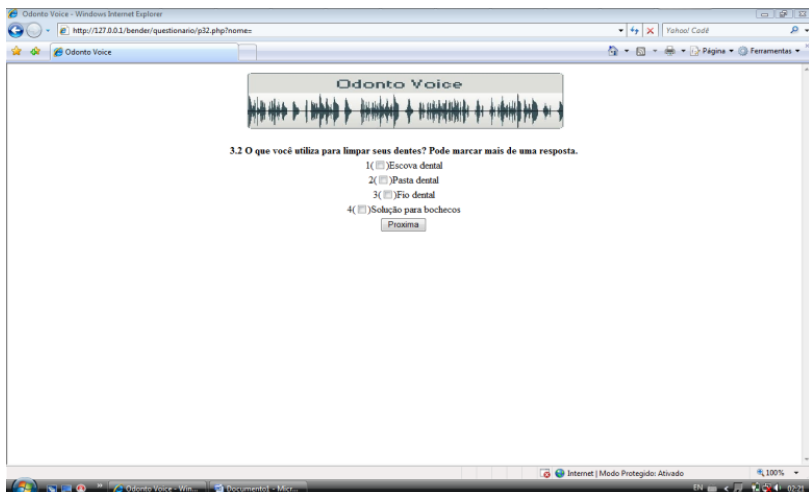 Odonto Voice - Windows Internet Explorer
http://127.0.0.1/bender/questionario/p32.php?nome=
Yahoo! Cadê
Odonto Voice
Página
Ferramentas
Odonto Voice
3.2 O que você utiliza para limpar seus dentes? Pode marcar mais de uma resposta.
1( )Escova dental
2( )Pasta dental
3( )Fio dental
4( )Solução para bochecos
Proxima
Internet | Modo Protegido: Ativado
100%
Odonto Voice - Win...
Documento1 - Micr...
EN
02:21